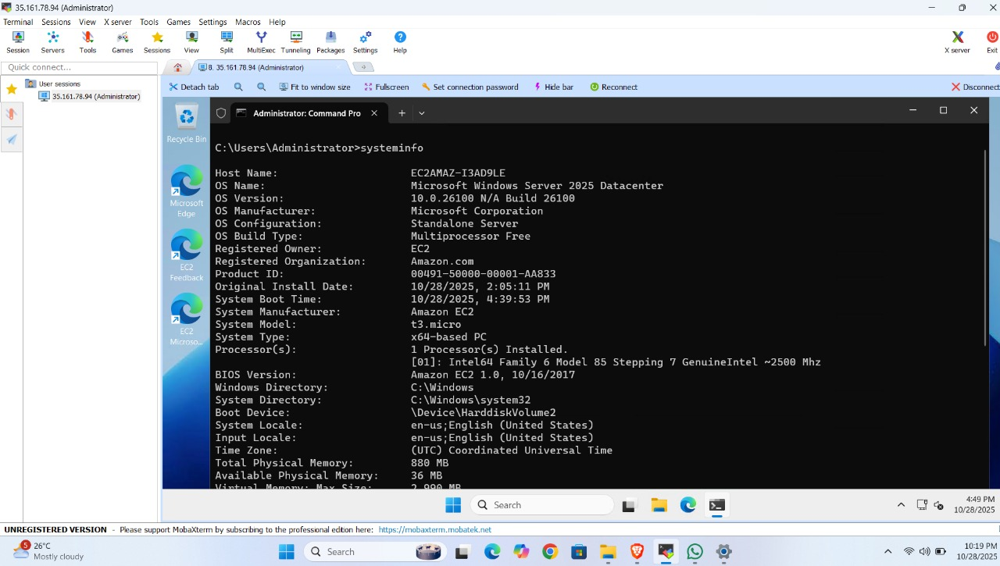 35.161.78.94 (Administrator)
Terminal Sessions View X server Tools Games Settings Macros Help
Session Servers Tools Games Sessions View Split MultiExec Tunneling Packages Settings Help X server Exit
Quick connect...
8. 35.161.78.94 (Administrator)
User sessions
35.161.78.94 (Administrator)
Detach tab Fit to window size Fullscreen Set connection password Hide bar Reconnect Disconnect
Recycle Bin
Microsoft Edge
EC2 Feedback
EC2 Microso...
Administrator: Command Pro
C:\Users\Administrator>systeminfo
Host Name: EC2AMAZ-I3AD9LE
OS Name: Microsoft Windows Server 2025 Datacenter
OS Version: 10.0.26100 N/A Build 26100
OS Manufacturer: Microsoft Corporation
OS Configuration: Standalone Server
OS Build Type: Multiprocessor Free
Registered Owner: EC2
Registered Organization: Amazon.com
Product ID: 00491-50000-00001-AA833
Original Install Date: 10/28/2025, 2:05:11 PM
System Boot Time: 10/28/2025, 4:39:53 PM
System Manufacturer: Amazon EC2
System Model: t3.micro
System Type: x64-based PC
Processor(s): 1 Processor(s) Installed.
[01]: Intel64 Family 6 Model 85 Stepping 7 GenuineIntel ~2500 Mhz
BIOS Version: Amazon EC2 1.0, 10/16/2017
Windows Directory: C:\Windows
System Directory: C:\Windows\system32
Boot Device: \Device\HarddiskVolume2
System Locale: en-us;English (United States)
Input Locale: en-us;English (United States)
Time Zone: (UTC) Coordinated Universal Time
Total Physical Memory: 880 MB
Available Physical Memory: 36 MB
Virtual Memory: Max Size: 2,990 MB
Search
:49 PM
10/28/2025
UNREGISTERED VERSION - Please support MobaXterm by subscribing to the professional edition here: https://mobaxterm.mobatek.net
5
26°C
Mostly cloudy
Search
10:19 PM
10/28/2025